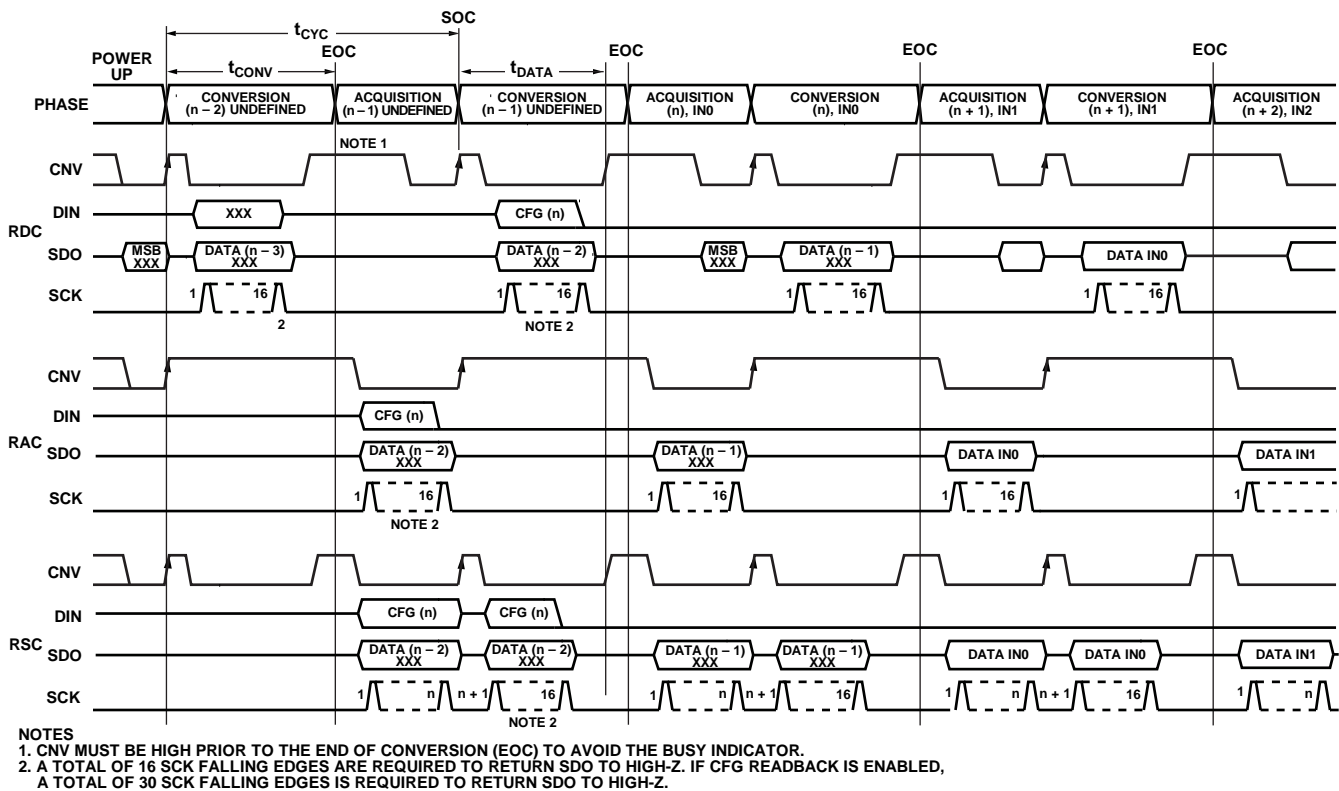 SOC
tCYC
EOC EOC EOC EOC
POWER
UP
tCONV tDATA
PHASE
CONVERSION
(n – 2) UNDEFINED
ACQUISITION
(n – 1) UNDEFINED
CONVERSION
(n – 1) UNDEFINED
ACQUISITION
(n), IN0
CONVERSION
(n), IN0
ACQUISITION
(n + 1), IN1
CONVERSION
(n + 1), IN1
ACQUISITION
(n + 2), IN2
NOTE 1
CNV
DIN XXX CFG (n)
RDC
SDO
MSB
XXX
DATA (n – 3)
XXX
DATA (n – 2)
XXX
MSB
XXX
DATA (n – 1)
XXX
DATA IN0
SCK 1 16 1 16 1 16 1 16
2 NOTE 2
CNV
DIN CFG (n)
RAC
SDO
DATA (n – 2)
XXX
DATA (n – 1)
XXX
DATA IN0 DATA IN1
SCK 1 16 1 16 1 16 1
NOTE 2
CNV
DIN CFG (n) CFG (n)
RSC
SDO
DATA (n – 2)
XXX
DATA (n – 2)
XXX
DATA (n – 1)
XXX
DATA (n – 1)
XXX
DATA IN0 DATA IN0 DATA IN1
SCK 1 n n + 1 16 1 n n + 1 16 1 n n + 1 16 1 n
NOTE 2
NOTES
1. CNV MUST BE HIGH PRIOR TO THE END OF CONVERSION (EOC) TO AVOID THE BUSY INDICATOR.
2. A TOTAL OF 16 SCK FALLING EDGES ARE REQUIRED TO RETURN SDO TO HIGH-Z. IF CFG READBACK IS ENABLED,
A TOTAL OF 30 SCK FALLING EDGES IS REQUIRED TO RETURN SDO TO HIGH-Z.